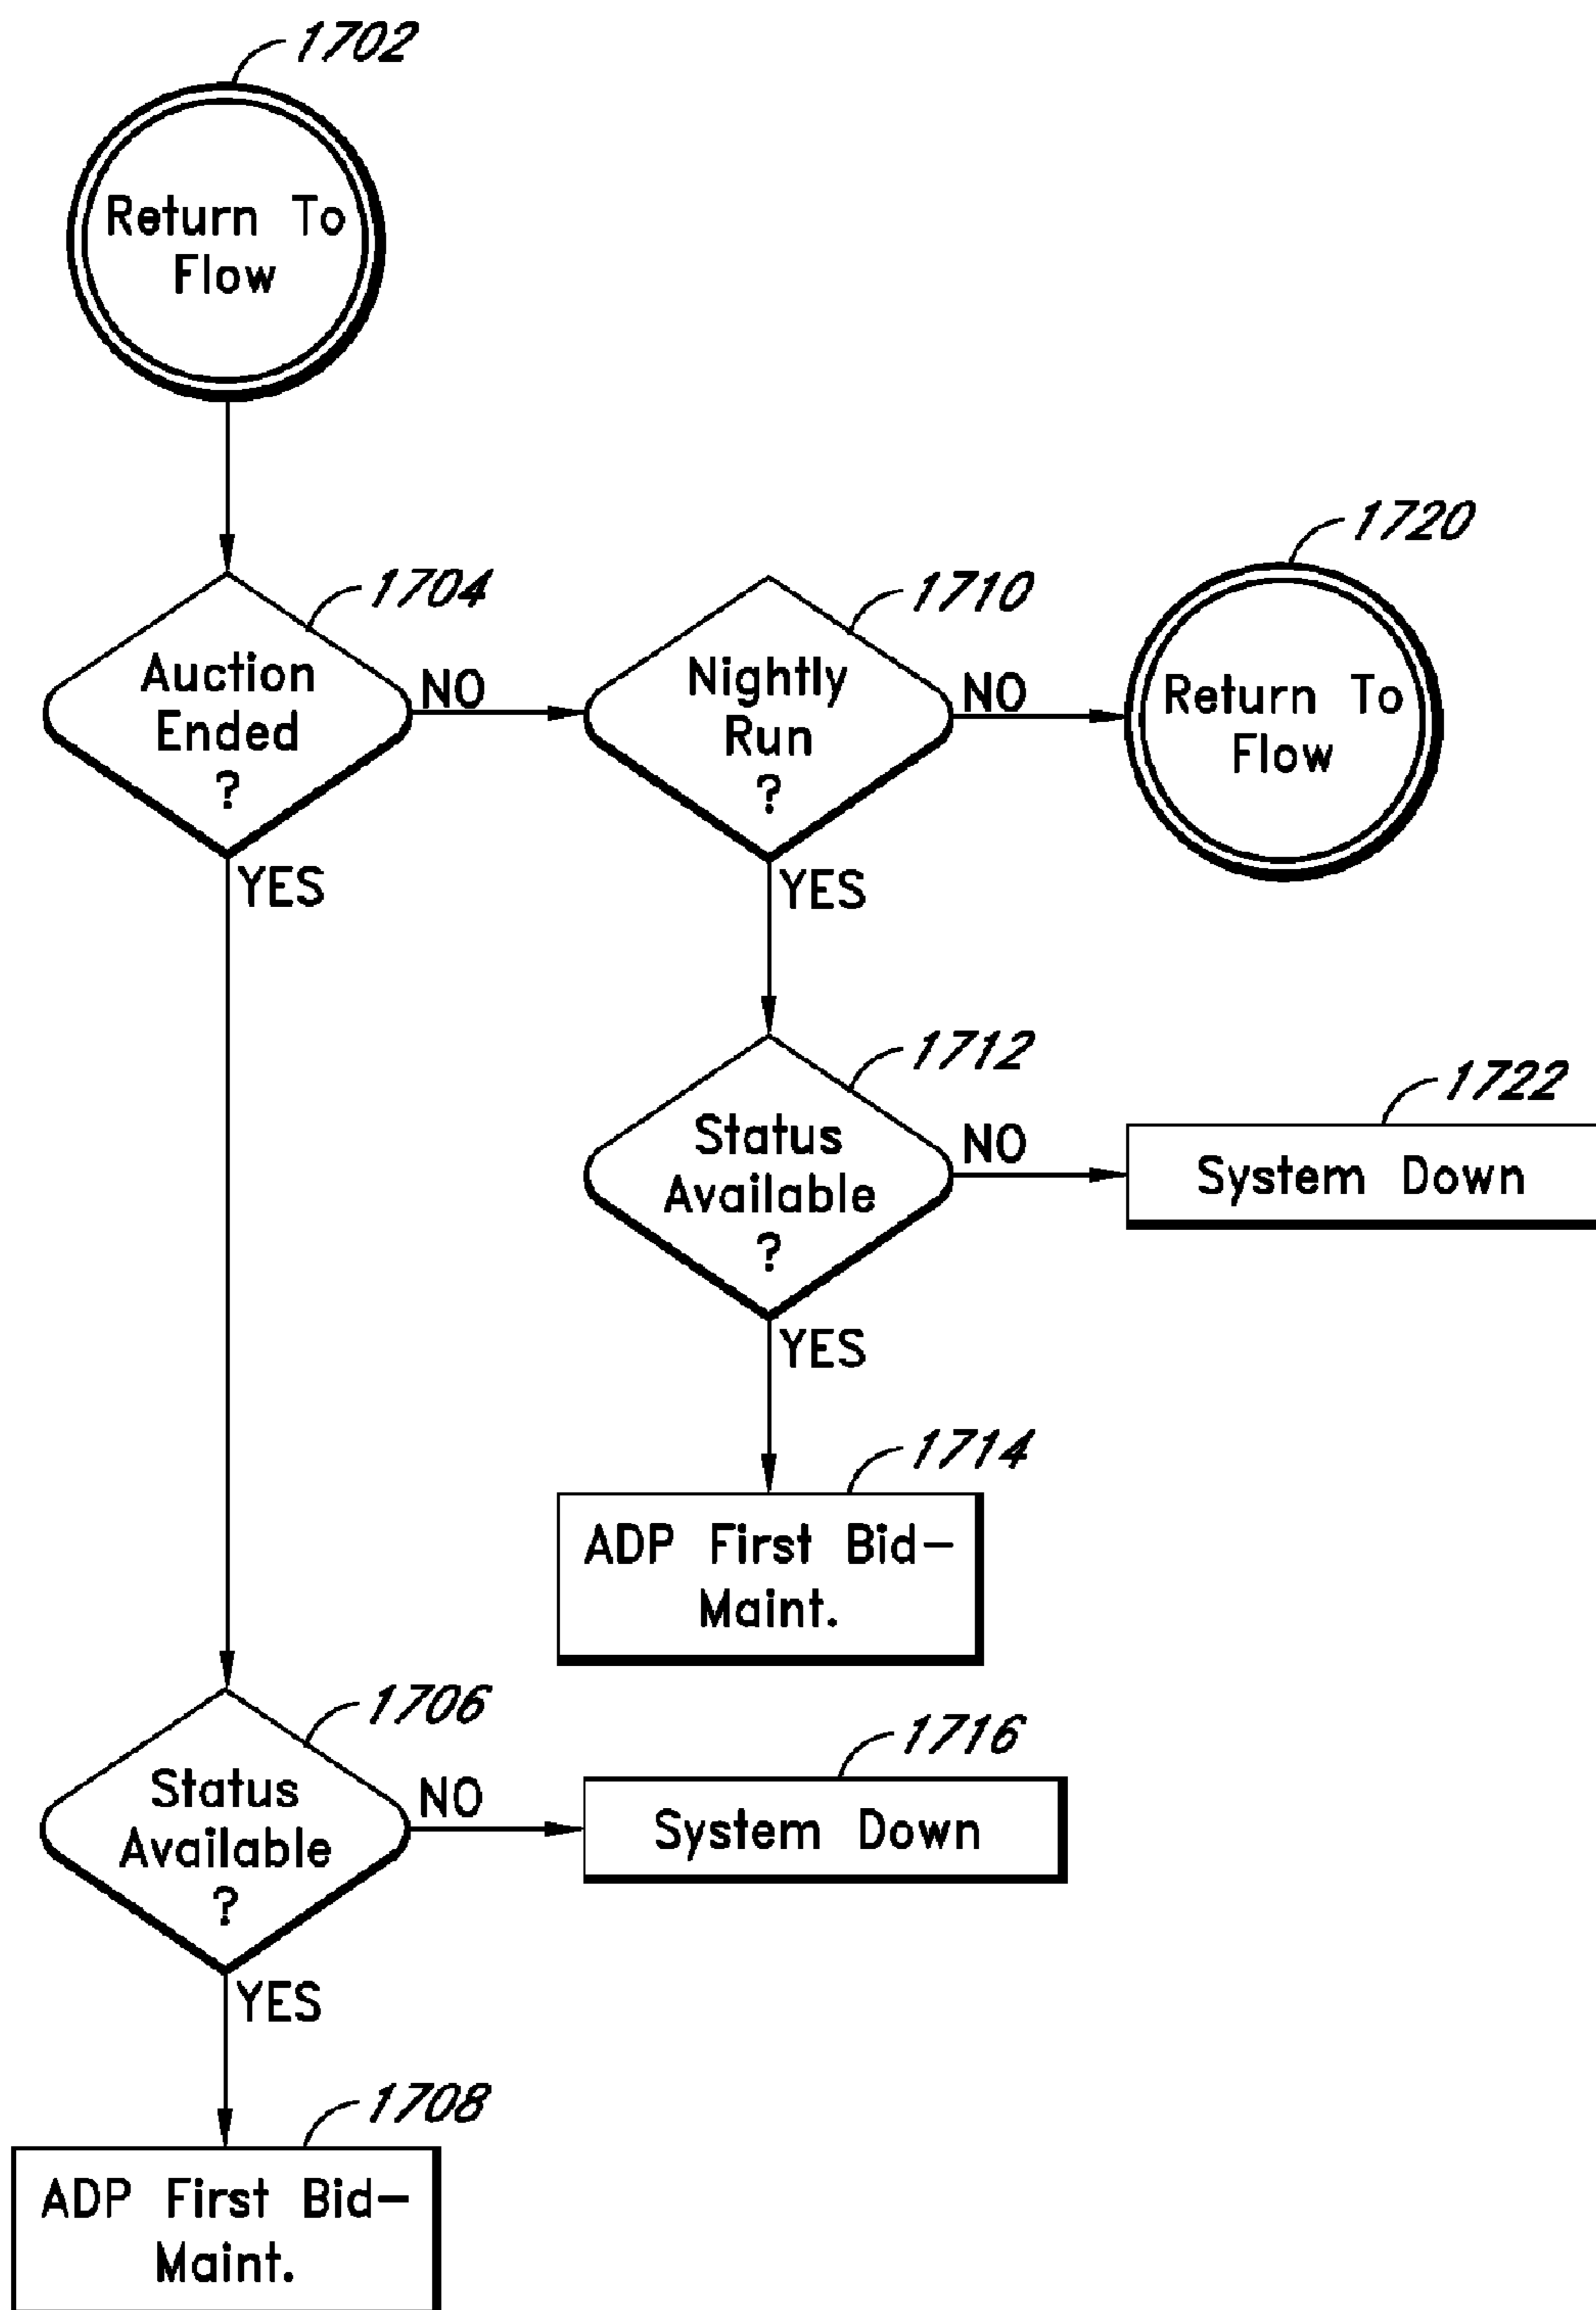 1702
Return To
Flow
1704
Auction
Ended
?
NO
YES
1710
Nightly
Run
?
NO
YES
1720
Return To
Flow
1712
Status
Available
?
NO
YES
1722
System Down
1714
ADP First Bid-
Maint.
1706
Status
Available
?
NO
YES
1716
System Down
1708
ADP First Bid-
Maint.